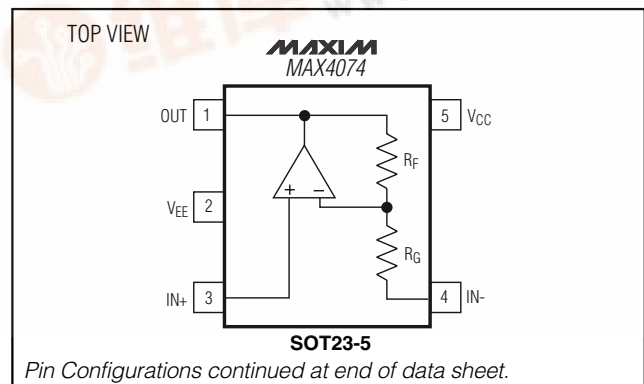 TOP VIEW
MAXIM
MAX4074
OUT 1
5 VCC
RF
+ −
VEE 2
RG
IN+ 3
4 IN-
SOT23-5
Pin Configurations continued at end of data sheet.